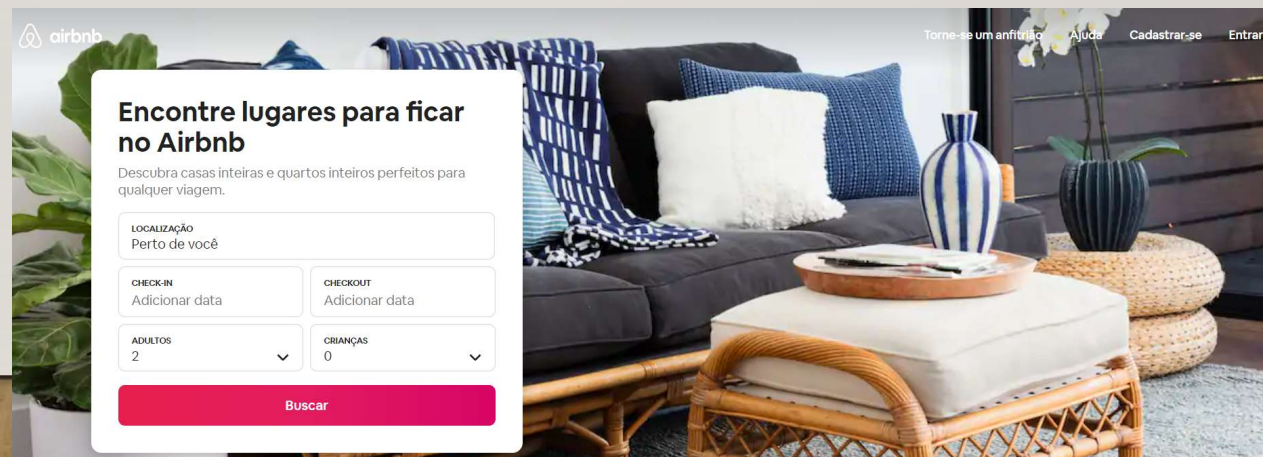 airbnb
Torne-se um anfitrião
Ajuda
Cadastrar-se
Entrar
Encontre lugares para ficar
no Airbnb
Descubra casas inteiras e quartos inteiros perfeitos para
qualquer viagem.
LOCALIZAÇÃO
Perto de você
CHECK-IN
Adicionar data
CHECKOUT
Adicionar data
ADULTOS
2
CRIANÇAS
0
Buscar